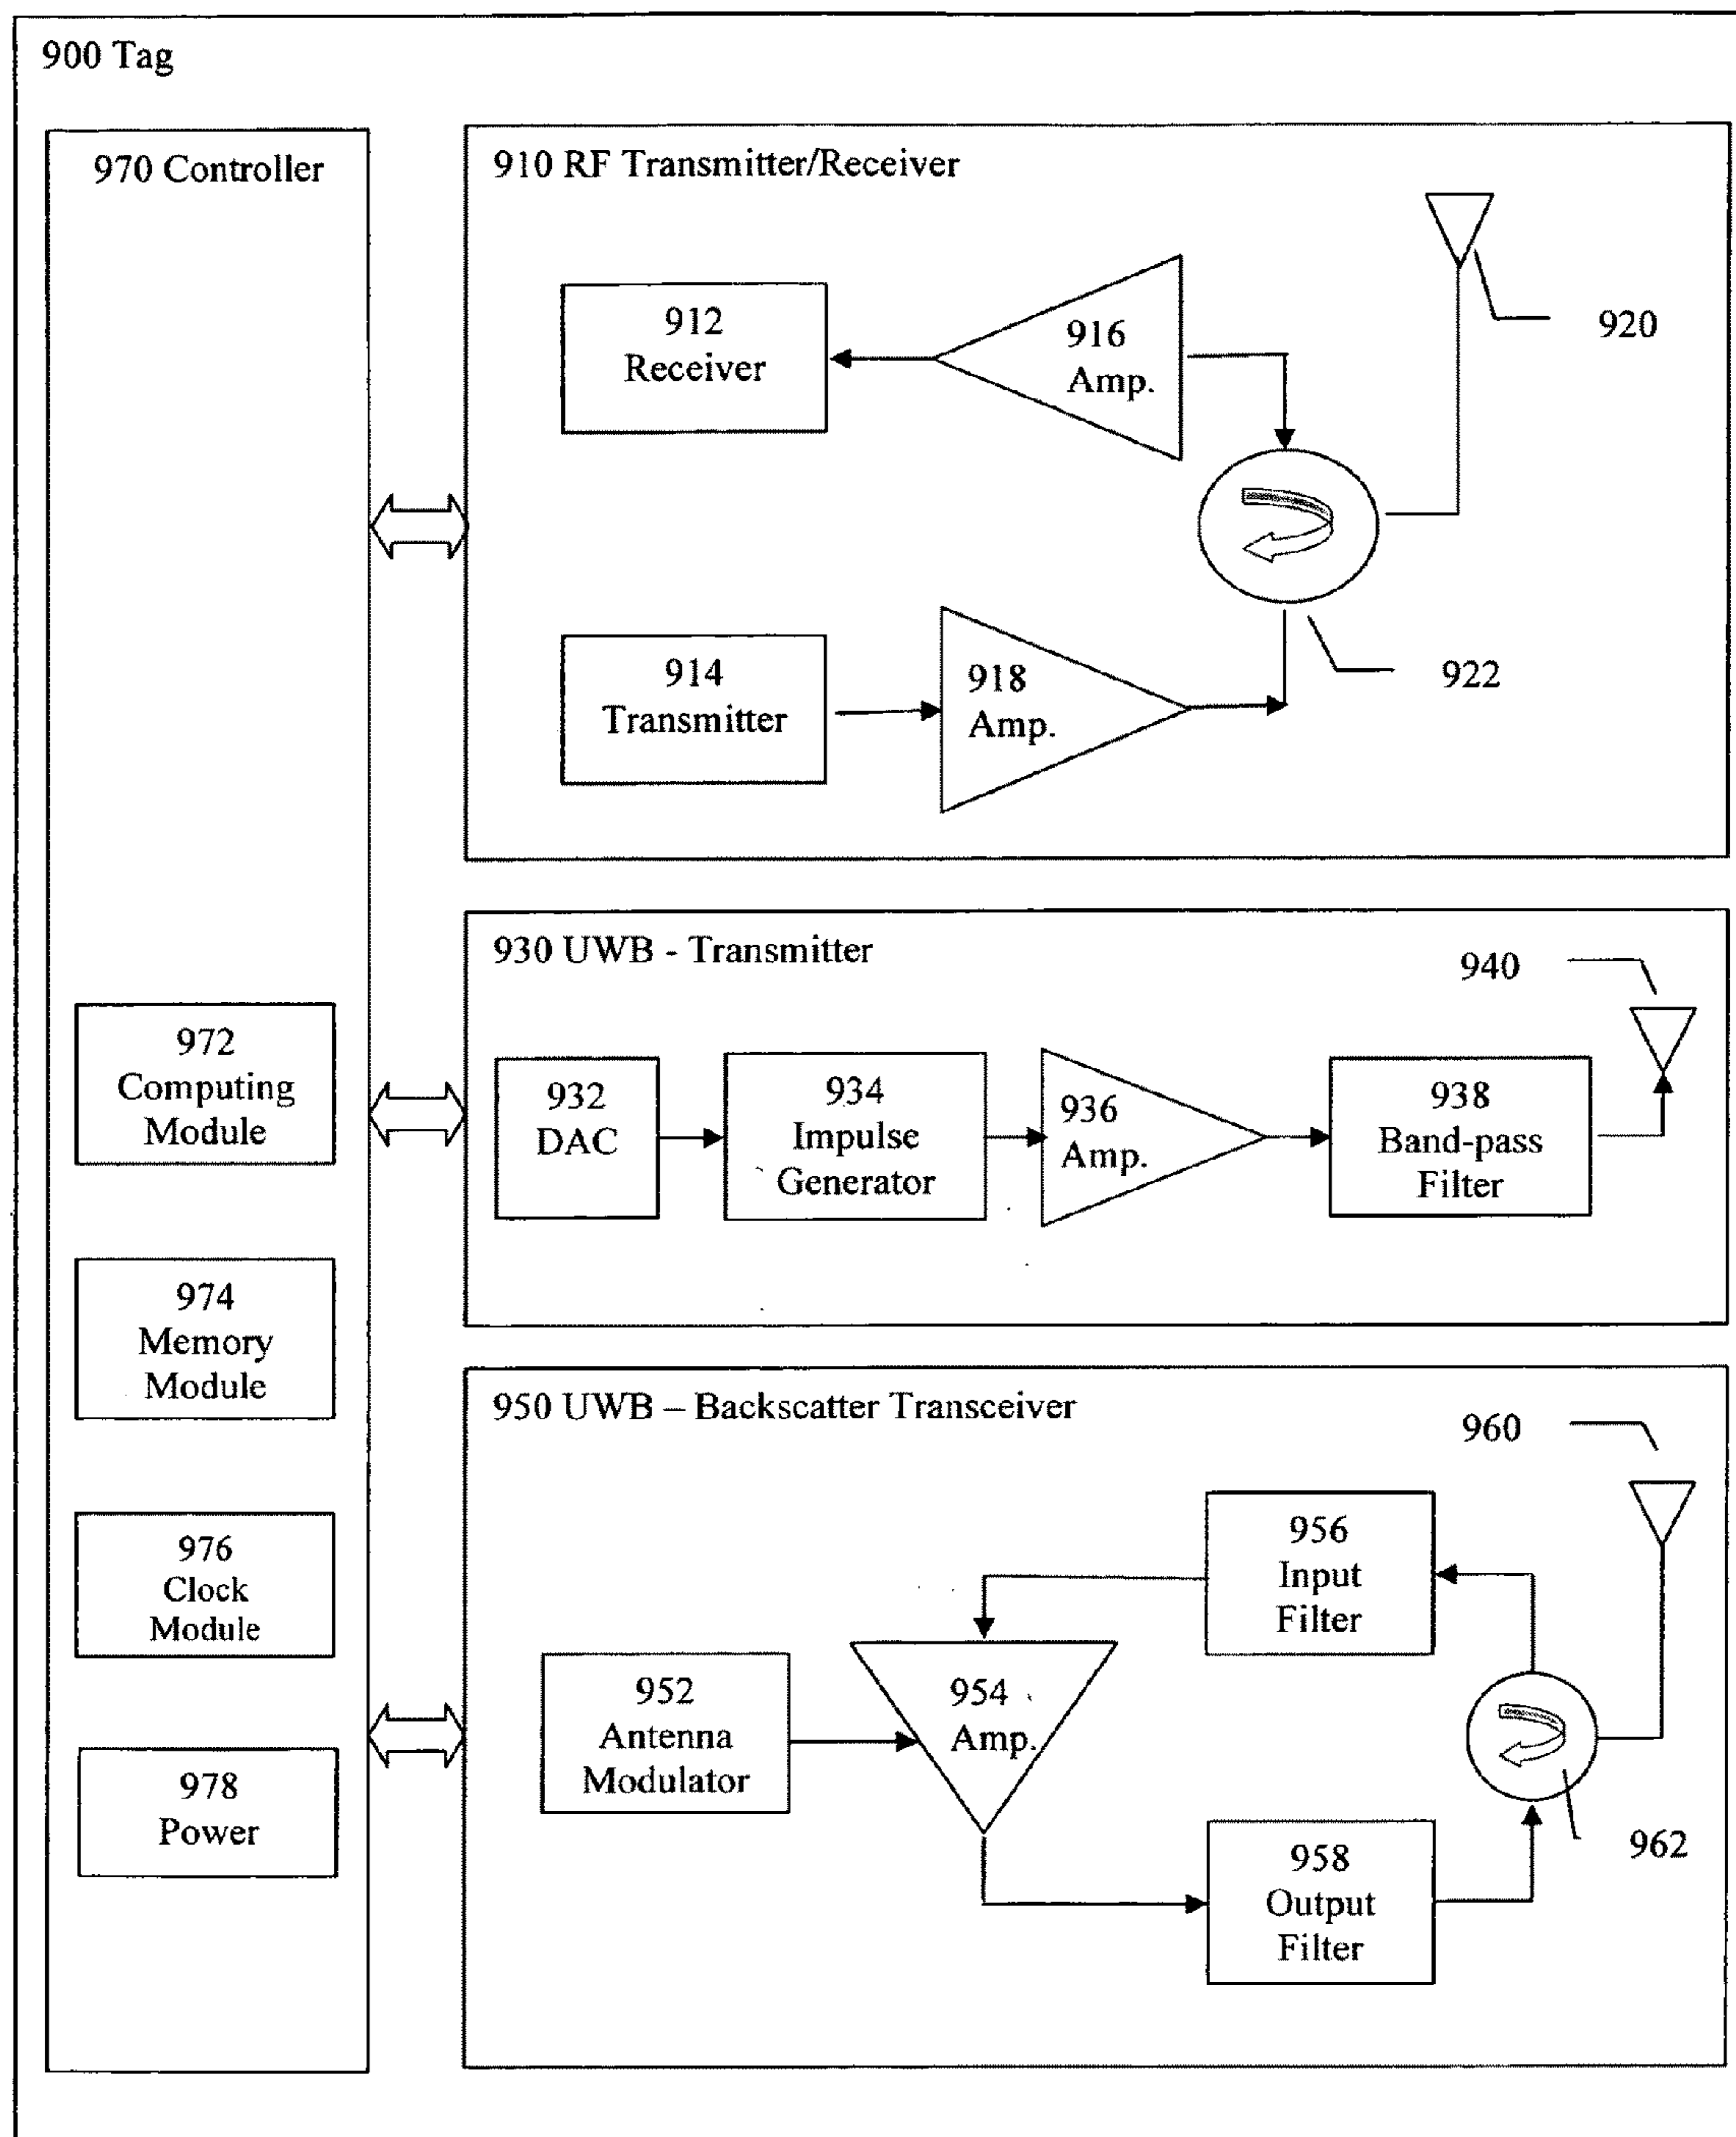 900 Tag
970 Controller
972
Computing
Module
974
Memory
Module
976
Clock
Module
978
Power
910 RF Transmitter/Receiver
912
Receiver
916
Amp.
920
914
Transmitter
918
Amp.
922
930 UWB - Transmitter
940
932
DAC
934
Impulse
Generator
936
Amp.
938
Band-pass
Filter
950 UWB – Backscatter Transceiver
960
956
Input
Filter
952
Antenna
Modulator
954
Amp.
958
Output
Filter
962